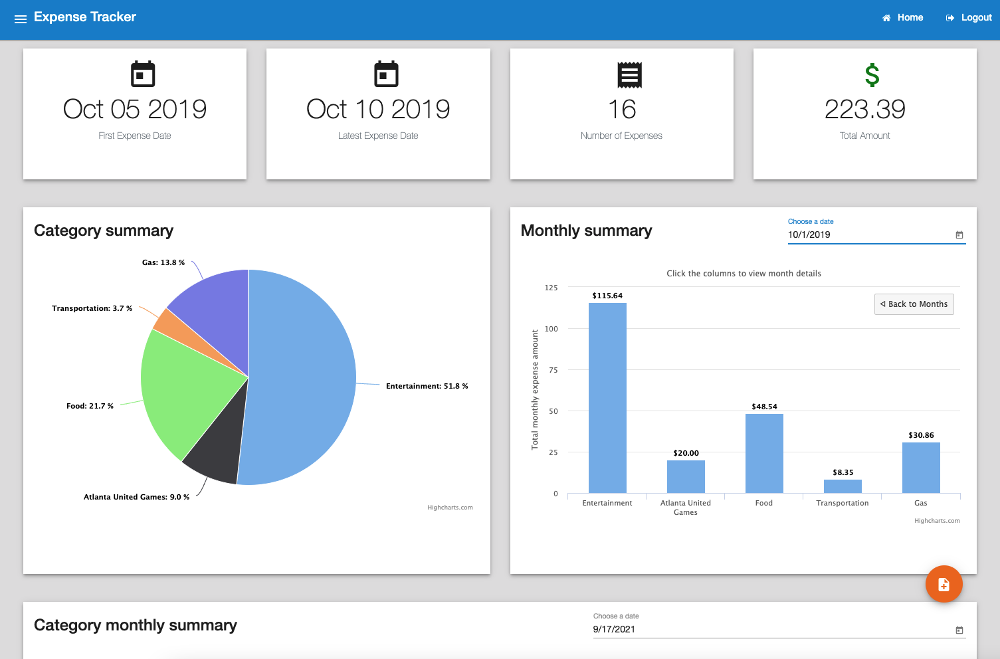 Expense Tracker
Home
Logout
Oct 05 2019
First Expense Date
Oct 10 2019
Latest Expense Date
16
Number of Expenses
$
223.39
Total Amount
Category summary
Gas: 13.8 %
Transportation: 3.7 %
Entertainment: 51.8 %
Food: 21.7 %
Atlanta United Games: 9.0 %
Highcharts.com
Monthly summary
Choose a date
10/1/2019
Click the columns to view month details
Back to Months
Total monthly expense amount
125
100
75
50
25
0
$115.64
$20.00
$48.54
$8.35
$30.86
Entertainment
Atlanta United
Games
Food
Transportation
Gas
Highcharts.com
Category monthly summary
Choose a date
9/17/2021